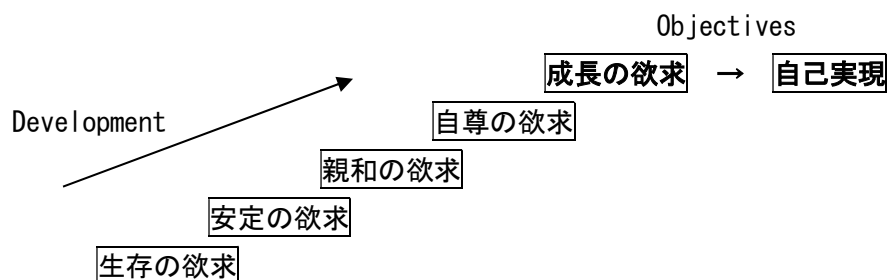 Objectives
成長の欲求 → 自己実現
自尊の欲求
Development
親和の欲求
安定の欲求
生存の欲求